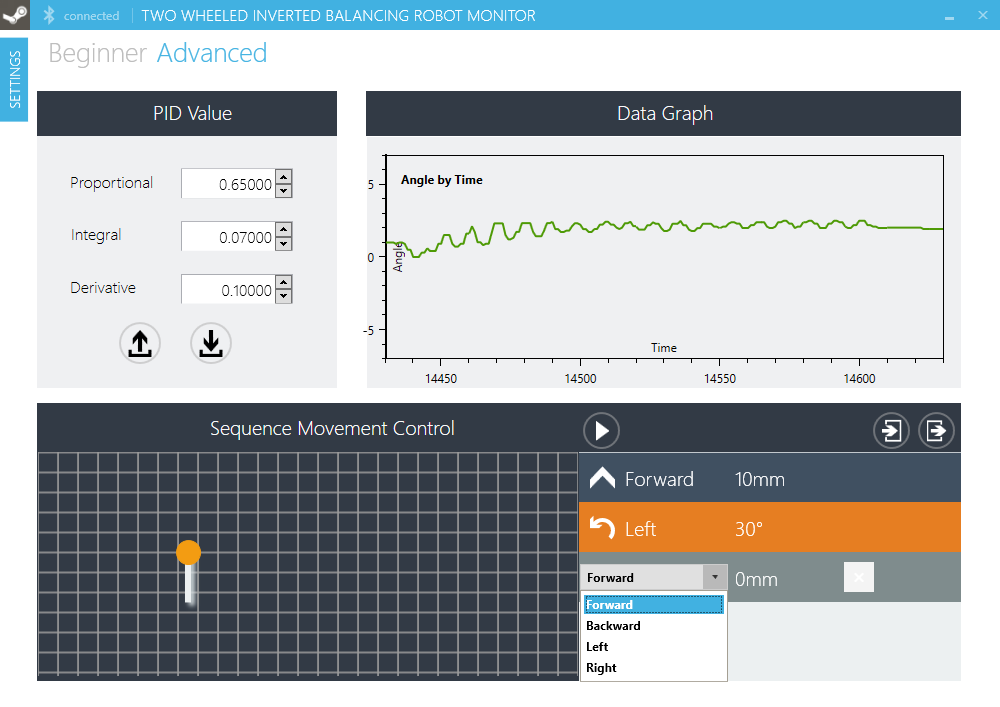 connected TWO WHEELED INVERTED BALANCING ROBOT MONITOR
SETTINGS
Beginner Advanced
PID Value
Proportional 0.65000
Integral 0.07000
Derivative 0.10000
Data Graph
Angle by Time
5
0
-5
Angle
Time
14450 14500 14550 14600
Sequence Movement Control
Forward 10mm
Left 30°
Forward 0mm
Forward
Backward
Left
Right